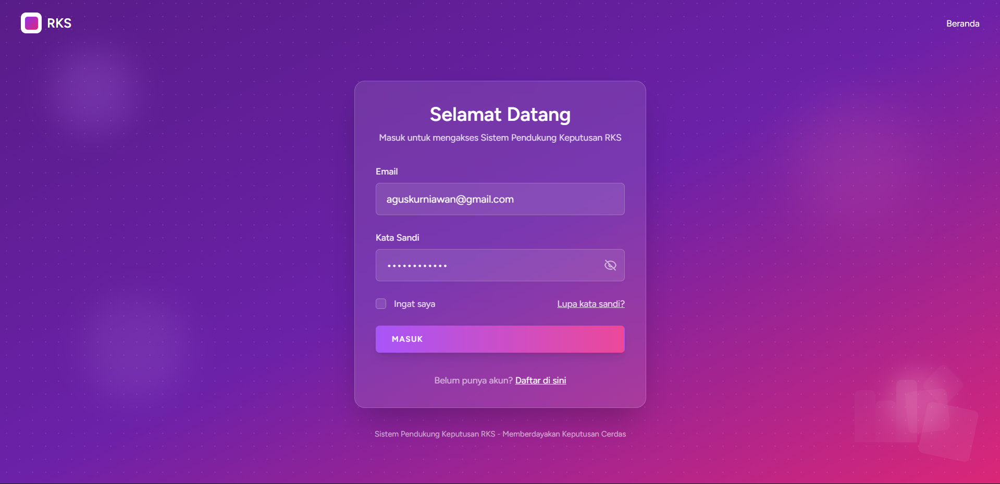 RKS
Beranda
Selamat Datang
Masuk untuk mengakses Sistem Pendukung Keputusan RKS
Email
aguskurniawan@gmail.com
Kata Sandi
••••••••••••
Ingat saya
Lupa kata sandi?
MASUK
Belum punya akun? Daftar di sini
Sistem Pendukung Keputusan RKS - Memberdayakan Keputusan Cerdas